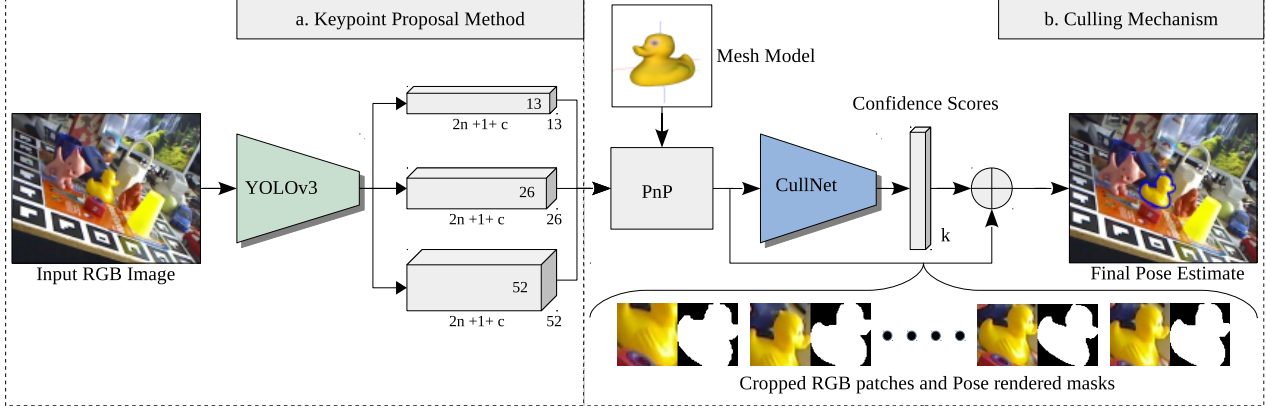 a. Keypoint Proposal Method
b. Culling Mechanism
Mesh Model
Confidence Scores
13
2n +1+ c
13
YOLOv3
26
2n +1+ c
26
PnP
CullNet
k
Input RGB Image
52
2n +1+ c
52
Final Pose Estimate
Cropped RGB patches and Pose rendered masks